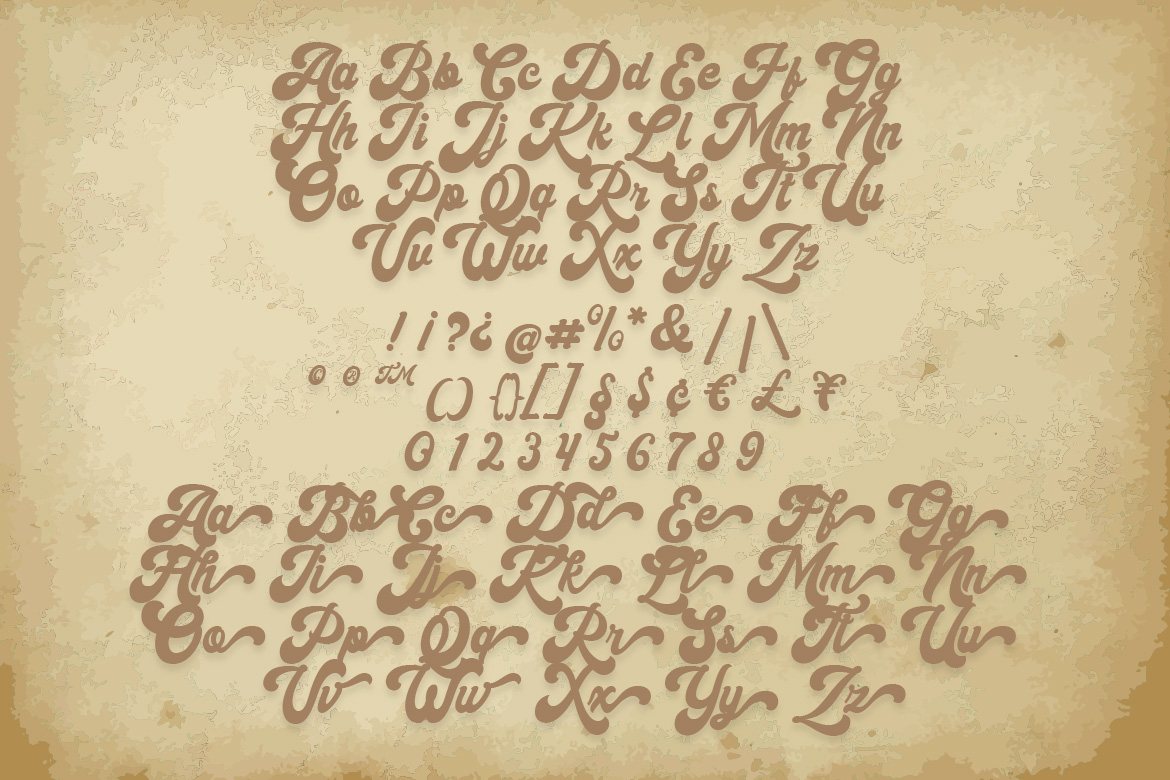 Aa Bb Cc Dd Ee Ff Gg
Hh Ii Jj Kk Ll Mm Nn
Oo Pp Qq Rr Ss Tt Uu
Vv Ww Xx Yy Zz
! ¡ ? ¿ @ # % * & / | \
© ® ™ ( ) { } [ ] § $ ¢ € £ ¥
0 1 2 3 4 5 6 7 8 9
Aa Bb Cc Dd Ee Ff Gg
Hh Ii Jj Kk Ll Mm Nn
Oo Pp Qq Rr Ss Tt Uu
Vv Ww Xx Yy Zz